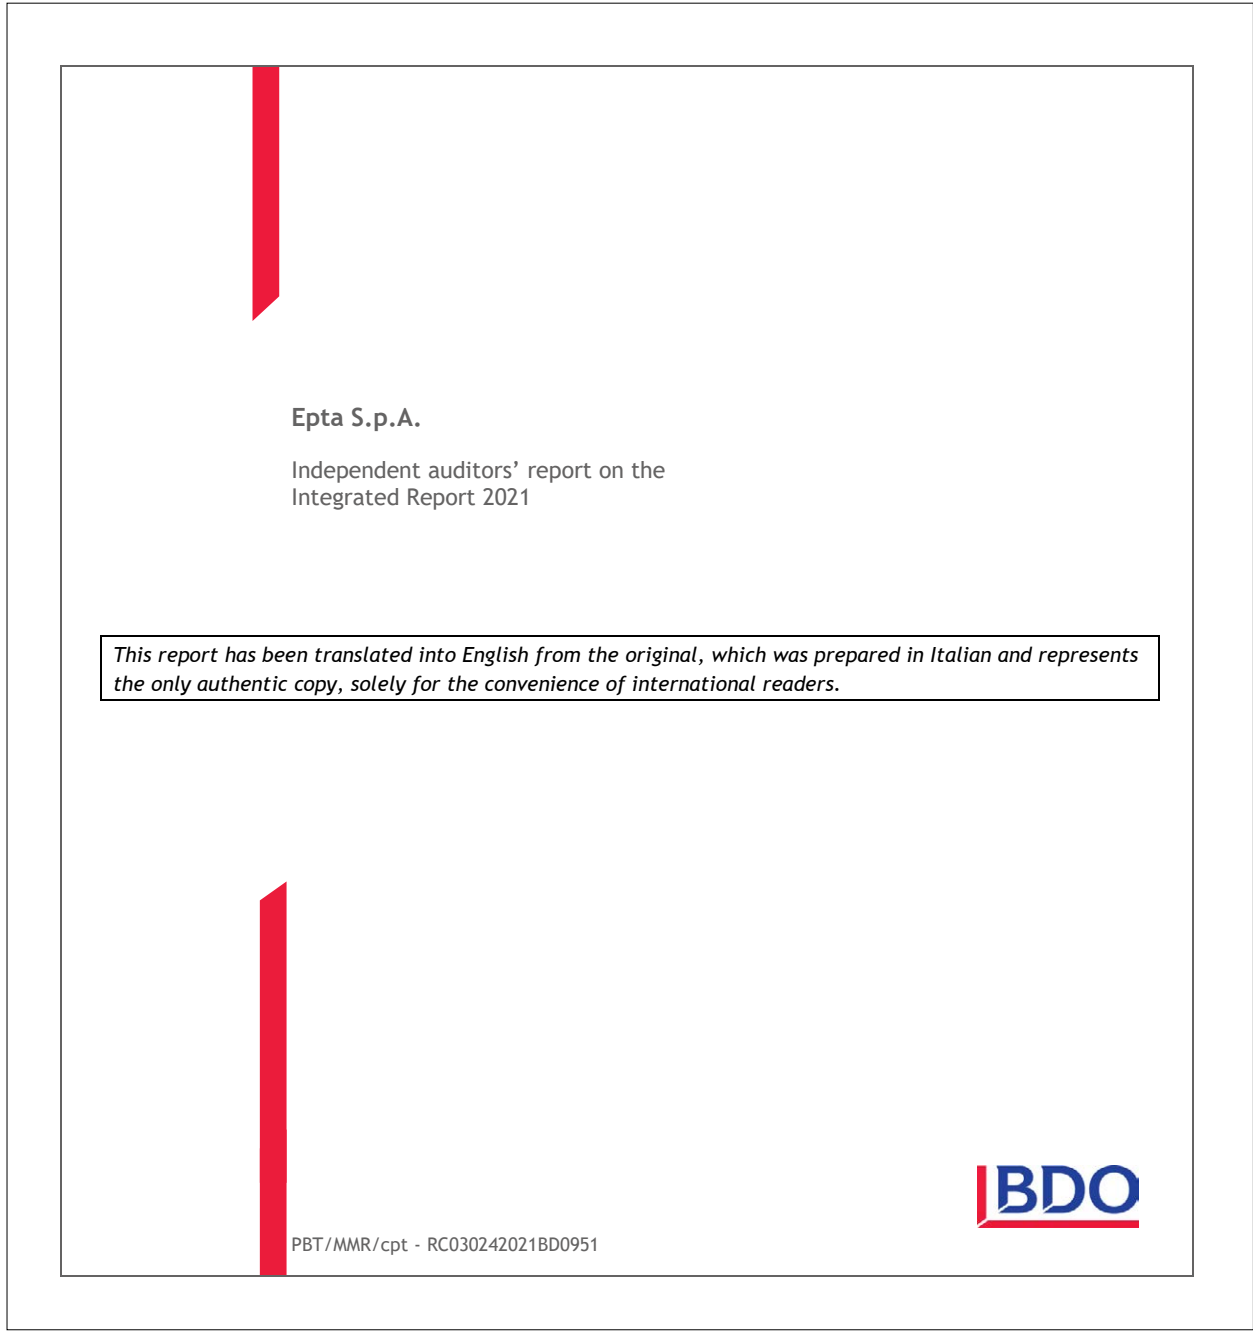 Epta S.p.A.
Independent auditors’ report on the
Integrated Report 2021
This report has been translated into English from the original, which was prepared in Italian and represents
the only authentic copy, solely for the convenience of international readers.
BDO
PBT/MMR/cpt - RC030242021BD0951